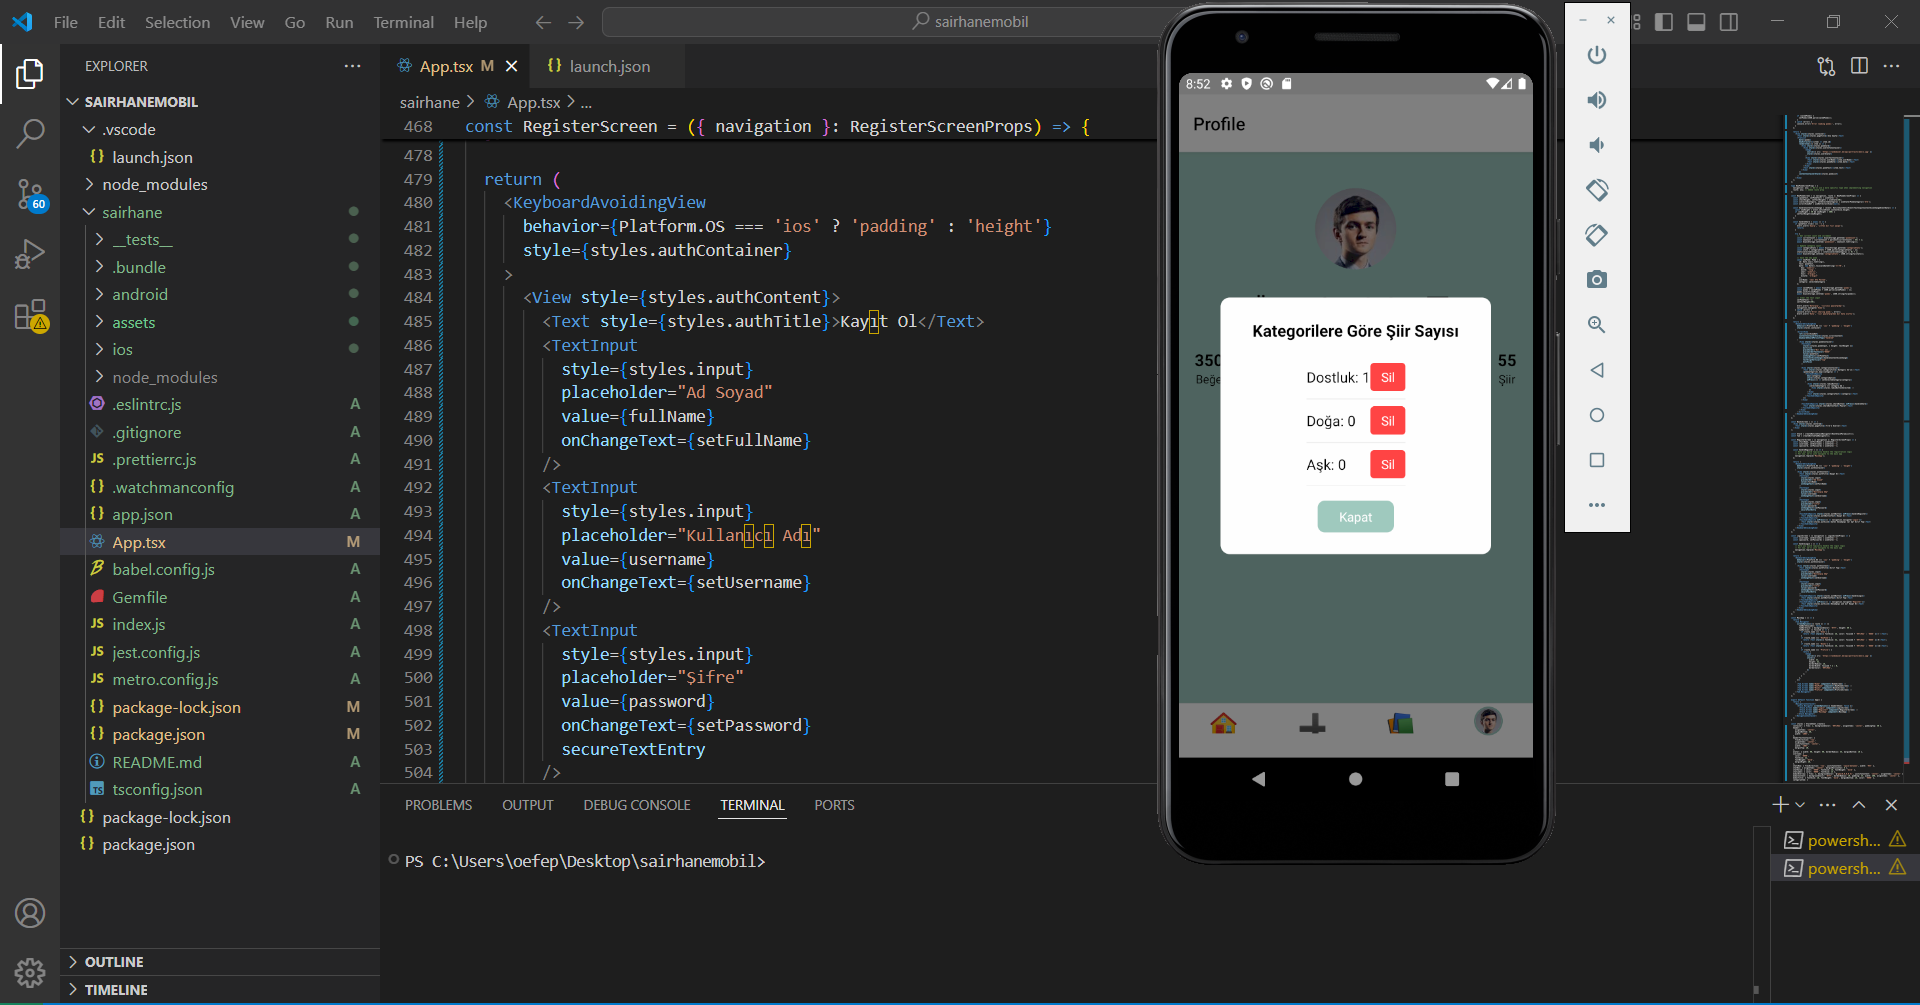 File Edit Selection View Go Run Terminal Help
sairhanemobil
EXPLORER
SAIRHANEMOBIL
.vscode
launch.json
node_modules
sairhane
__tests__
.bundle
android
assets
ios
node_modules
.eslintrc.js A
.gitignore A
.prettierrc.js A
.watchmanconfig A
app.json A
App.tsx M
babel.config.js A
Gemfile A
index.js A
jest.config.js A
metro.config.js A
package-lock.json M
package.json M
README.md A
tsconfig.json A
package-lock.json
package.json
OUTLINE
TIMELINE
60
App.tsx M
launch.json
sairhane > App.tsx > ...
468 const RegisterScreen = ({ navigation }: RegisterScreenProps) => {
478
479 return (
480 <KeyboardAvoidingView
481 behavior={Platform.OS === 'ios' ? 'padding' : 'height'}
482 style={styles.authContainer}
483 >
484 <View style={styles.authContent}>
485 <Text style={styles.authTitle}>Kayıt Ol</Text>
486 <TextInput
487 style={styles.input}
488 placeholder="Ad Soyad"
489 value={fullName}
490 onChangeText={setFullName}
491 />
492 <TextInput
493 style={styles.input}
494 placeholder="Kullanıcı Adı"
495 value={username}
496 onChangeText={setUsername}
497 />
498 <TextInput
499 style={styles.input}
500 placeholder="Şifre"
501 value={password}
502 onChangeText={setPassword}
503 secureTextEntry
504 />
PROBLEMS OUTPUT DEBUG CONSOLE TERMINAL PORTS
PS C:\Users\oefep\Desktop\sairhanemobil>
powersh...
powersh...
8:52
Profile
350
Beğe
55
Şiir
Kategorilere Göre Şiir Sayısı
Dostluk: 1 Sil
Doğa: 0 Sil
Aşk: 0 Sil
Kapat